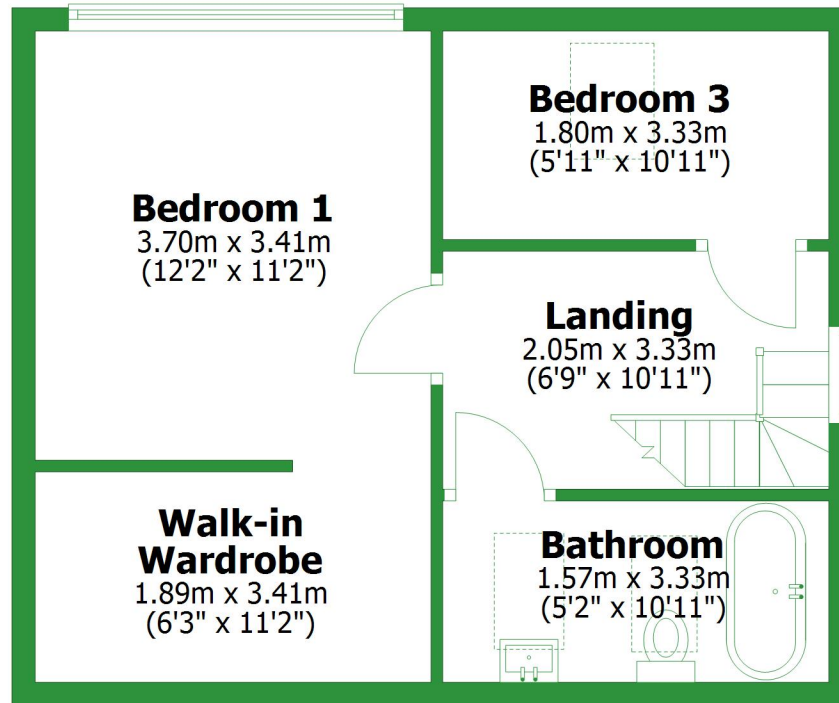 Bedroom 1
3.70m x 3.41m
(12'2" x 11'2")
Bedroom 3
1.80m x 3.33m
(5'11" x 10'11")
Landing
2.05m x 3.33m
(6'9" x 10'11")
Walk-in
Wardrobe
1.89m x 3.41m
(6'3" x 11'2")
Bathroom
1.57m x 3.33m
(5'2" x 10'11")